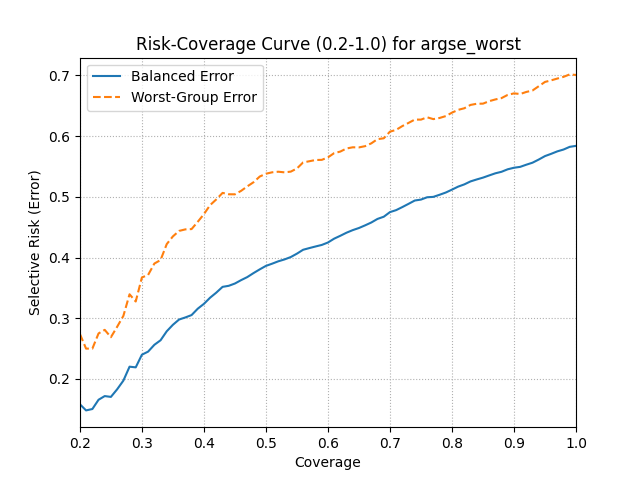 Risk-Coverage Curve (0.2-1.0) for argse_worst
Balanced Error
Worst-Group Error
Selective Risk (Error)
0.7
0.6
0.5
0.4
0.3
0.2
0.2 0.3 0.4 0.5 0.6 0.7 0.8 0.9 1.0
Coverage